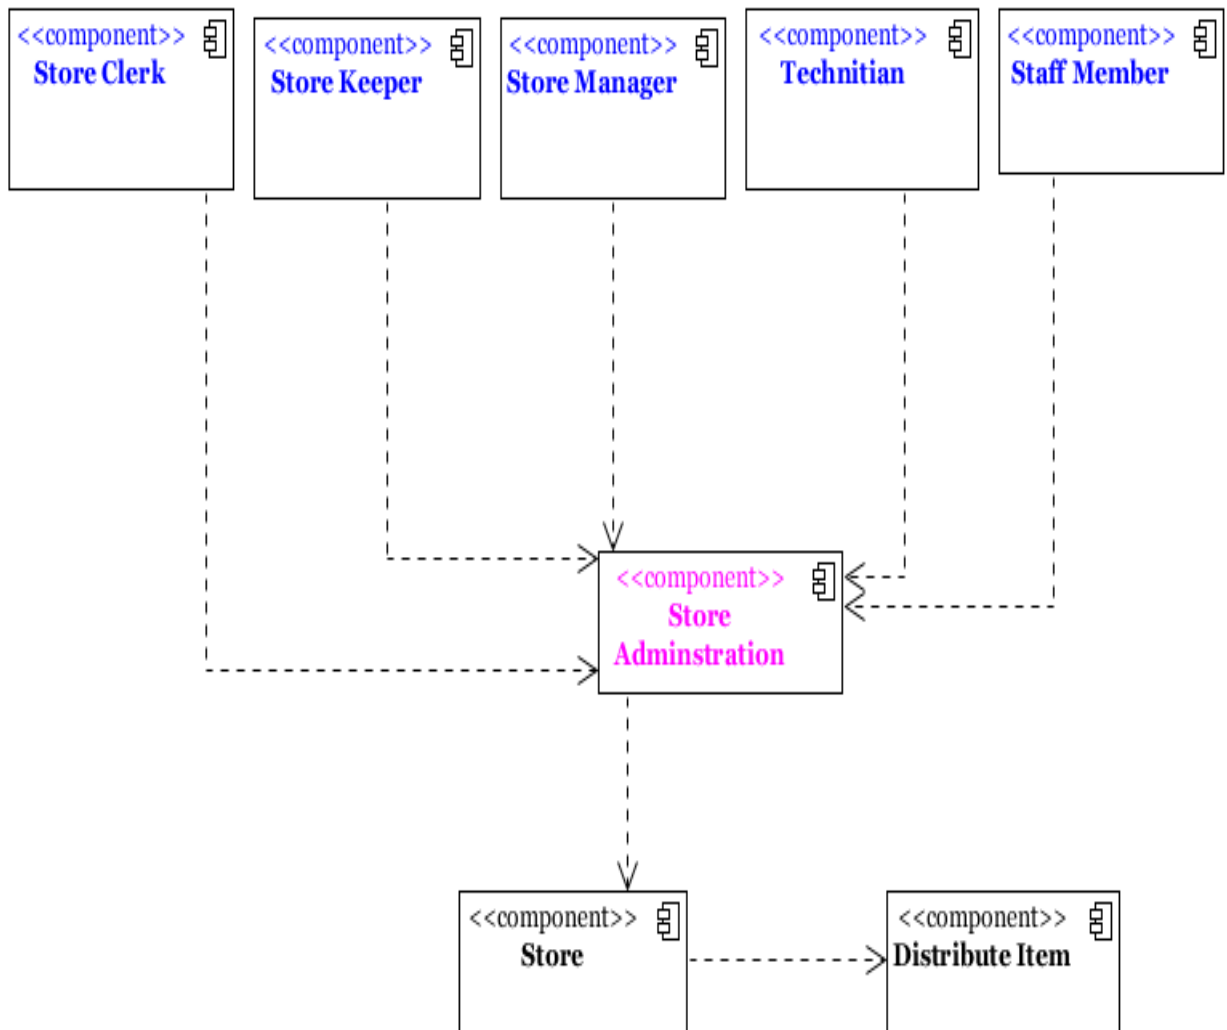 <<component>>
Store Clerk
<<component>>
Store Keeper
<<component>>
Store Manager
<<component>>
Technitian
<<component>>
Staff Member
<<component>>
Store
Adminstration
<<component>>
Store
<<component>>
Distribute Item